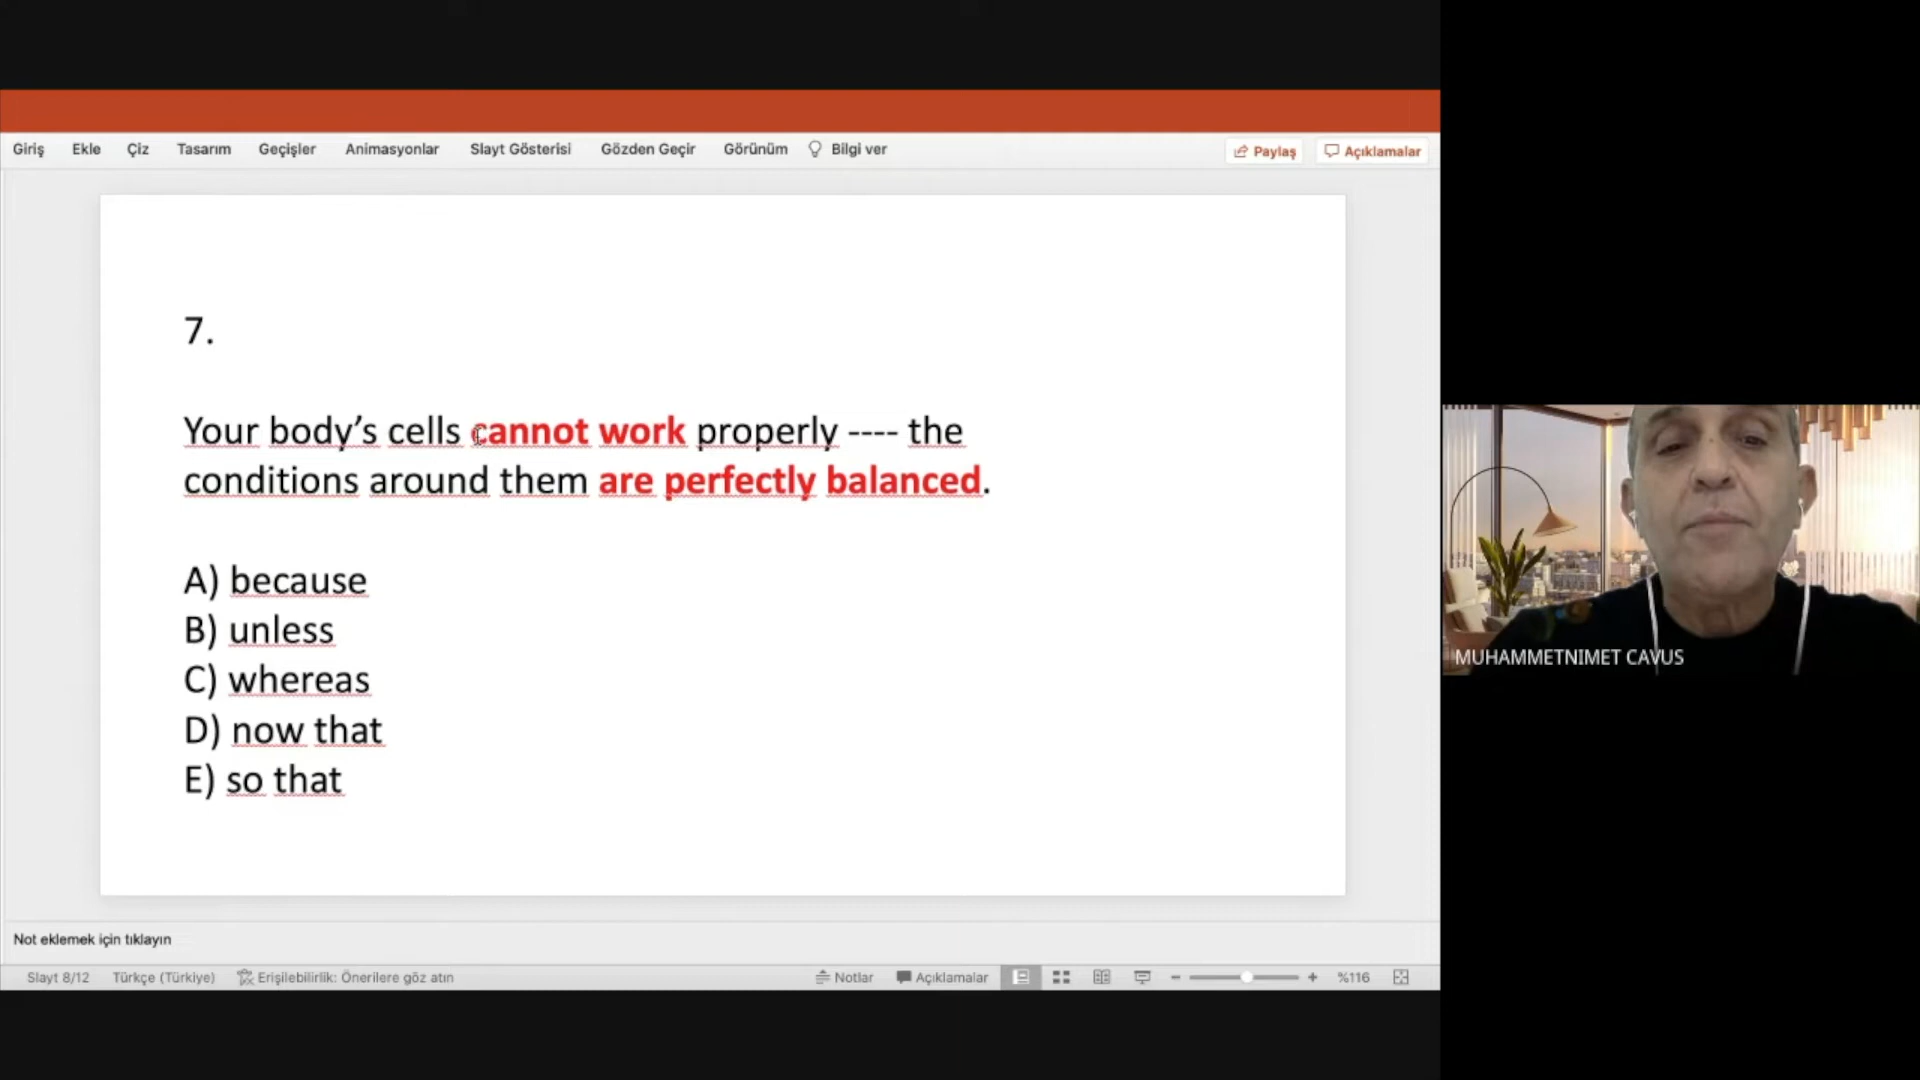 Giriş Ekle Çiz Tasarım Geçişler Animasyonlar Slayt Gösterisi Gözden Geçir Görünüm Bilgi ver Paylaş Açıklamalar
7.
Your body’s cells cannot work properly ---- the
conditions around them are perfectly balanced.
A) because
B) unless
C) whereas
D) now that
E) so that
MUHAMMETNIMET CAVUS
Not eklemek için tıklayın
Slayt 8/12 Türkçe (Türkiye) Erişilebilirlik: Önerilere göz atın Notlar Açıklamalar %116